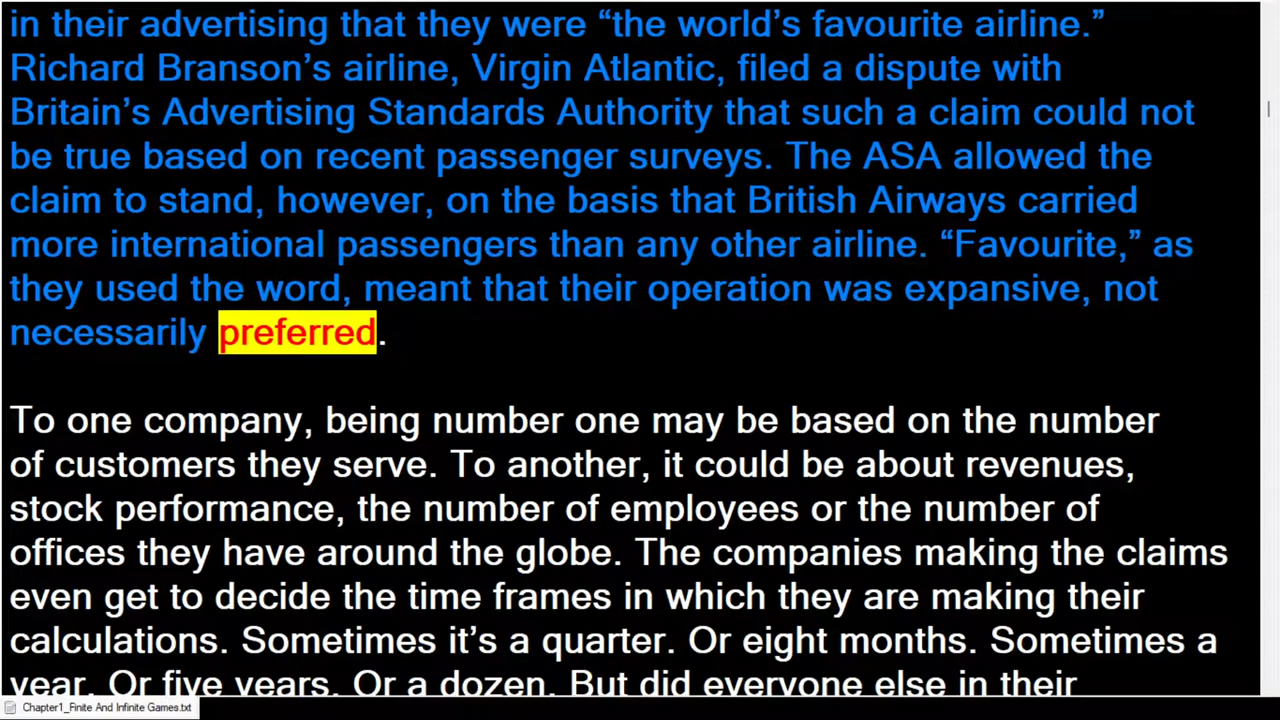 in their advertising that they were “the world’s favourite airline.”
Richard Branson’s airline, Virgin Atlantic, filed a dispute with
Britain’s Advertising Standards Authority that such a claim could not
be true based on recent passenger surveys. The ASA allowed the
claim to stand, however, on the basis that British Airways carried
more international passengers than any other airline. “Favourite,” as
they used the word, meant that their operation was expansive, not
necessarily preferred.
To one company, being number one may be based on the number
of customers they serve. To another, it could be about revenues,
stock performance, the number of employees or the number of
offices they have around the globe. The companies making the claims
even get to decide the time frames in which they are making their
calculations. Sometimes it’s a quarter. Or eight months. Sometimes a
year. Or five years. Or a dozen. But did everyone else in their
Chapter1_Finite And Infinite Games.txt